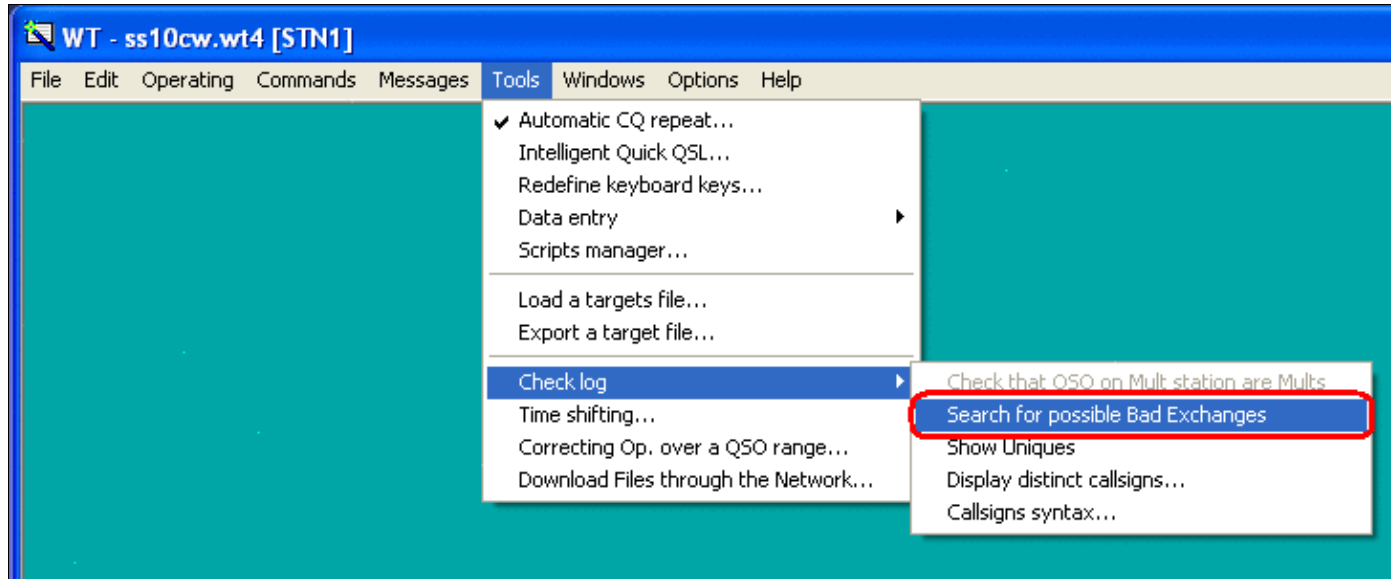 WT - ss10cw.wt4 [STN1]
File Edit Operating Commands Messages Tools Windows Options Help
Automatic CQ repeat...
Intelligent Quick QSL...
Redefine keyboard keys...
Data entry
Scripts manager...
Load a targets file...
Export a target file...
Check log
Time shifting...
Correcting Op. over a QSO range...
Download Files through the Network...
Check that QSO on Mult station are Mults
Search for possible Bad Exchanges
Show Uniques
Display distinct callsigns...
Callsigns syntax...